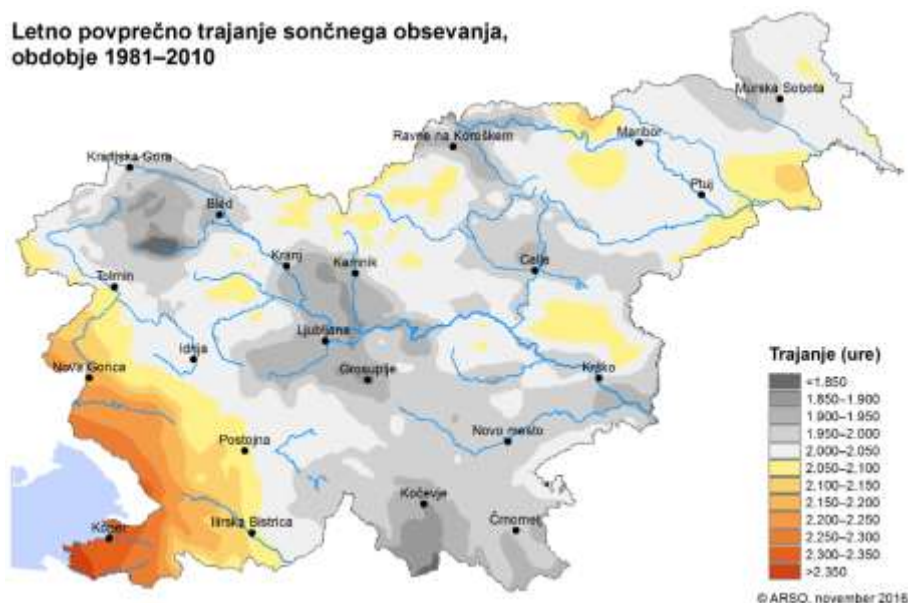 Letno povprečno trajanje sončnega obsevanja,
obdobje 1981–2010
Murska Sobota
Ravne na Koroškem
Maribor
Kranjska Gora
Ptuj
Bled
Kranj
Kamnik
Celje
Tolmin
Ljubljana
Idrija
Nova Gorica
Grosuplje
Krško
Postojna
Novo mesto
Kočevje
Črnomelj
Ilirska Bistrica
Koper
Trajanje (ure)
<1.850
1.850–1.900
1.900–1.950
1.950–2.000
2.000–2.050
2.050–2.100
2.100–2.150
2.150–2.200
2.200–2.250
2.250–2.300
2.300–2.350
>2.350
© ARSO, november 2016